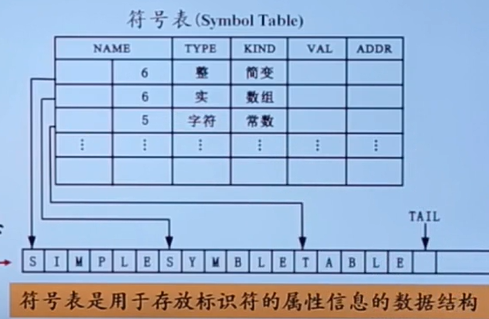 符号表(Symbol Table)
NAME TYPE KIND VAL ADDR
6 整 简变
6 实 数组
5 字符 常数
⋮ ⋮ ⋮ ⋮ ⋮
TAIL
S I M P L E S Y M B L E T A B L E
符号表是用于存放标识符的属性信息的数据结构